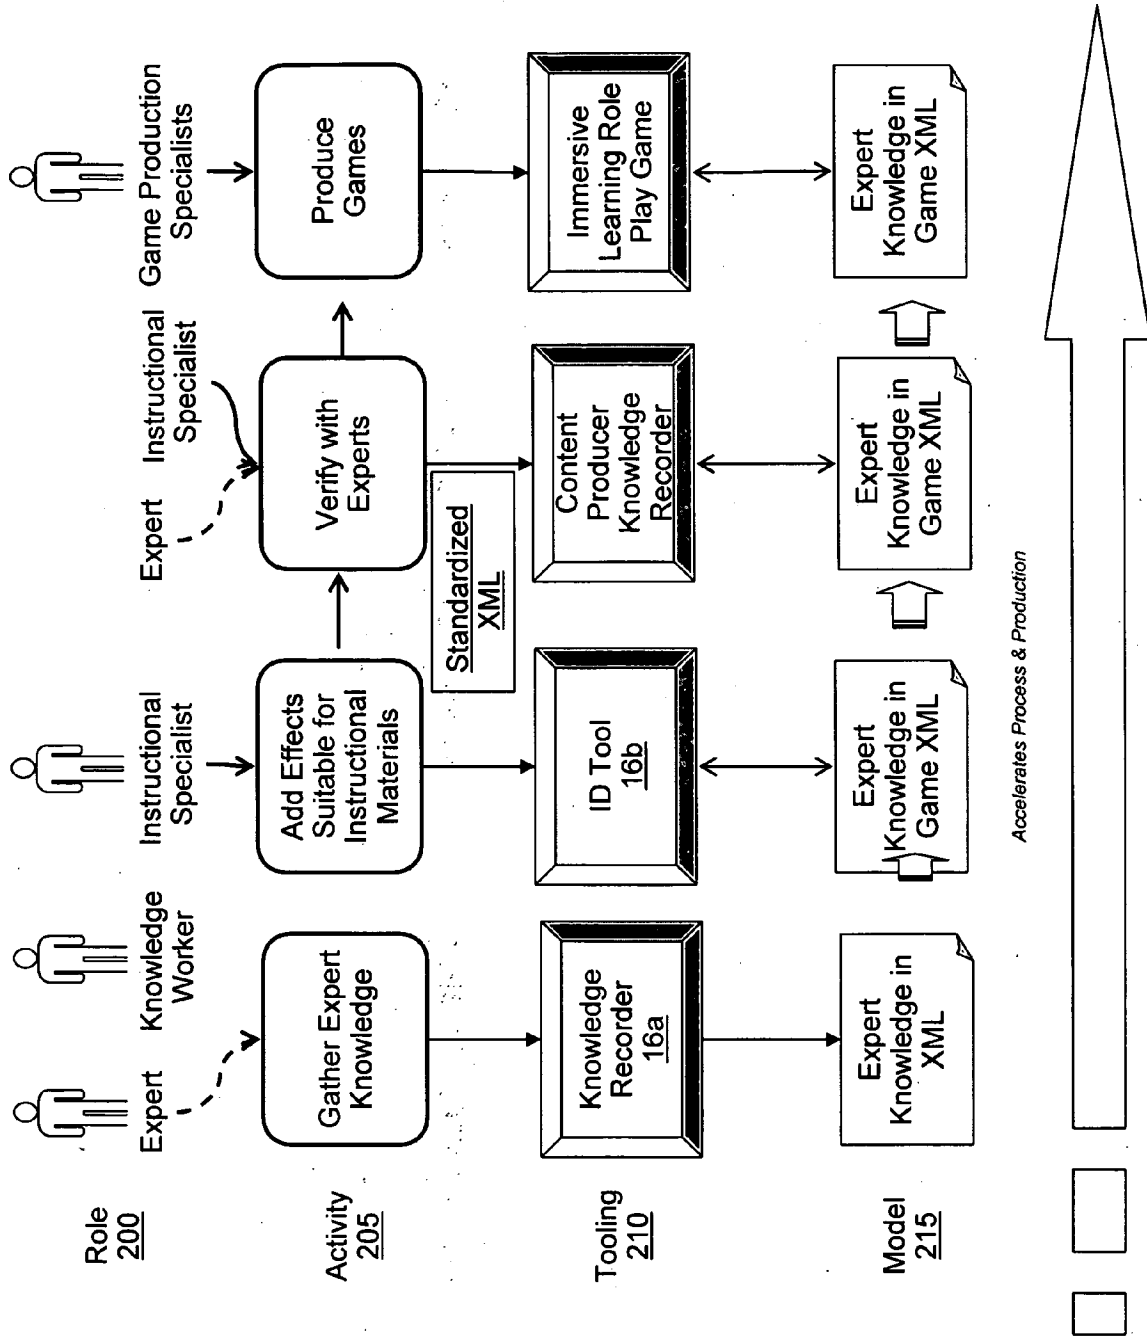 Role
200
Expert
Knowledge
Worker
Instructional
Specialist
Expert
Instructional
Specialist
Game Production
Specialists
Activity
205
Gather Expert
Knowledge
Add Effects
Suitable for
Instructional
Materials
Verify with
Experts
Produce
Games
Standardized
XML
Tooling
210
Knowledge
Recorder
16a
ID Tool
16b
Content
Producer
Knowledge
Recorder
Immersive
Learning Role
Play Game
Model
215
Expert
Knowledge in
XML
Expert
Knowledge in
Game XML
Expert
Knowledge in
Game XML
Expert
Knowledge in
Game XML
Accelerates Process & Production